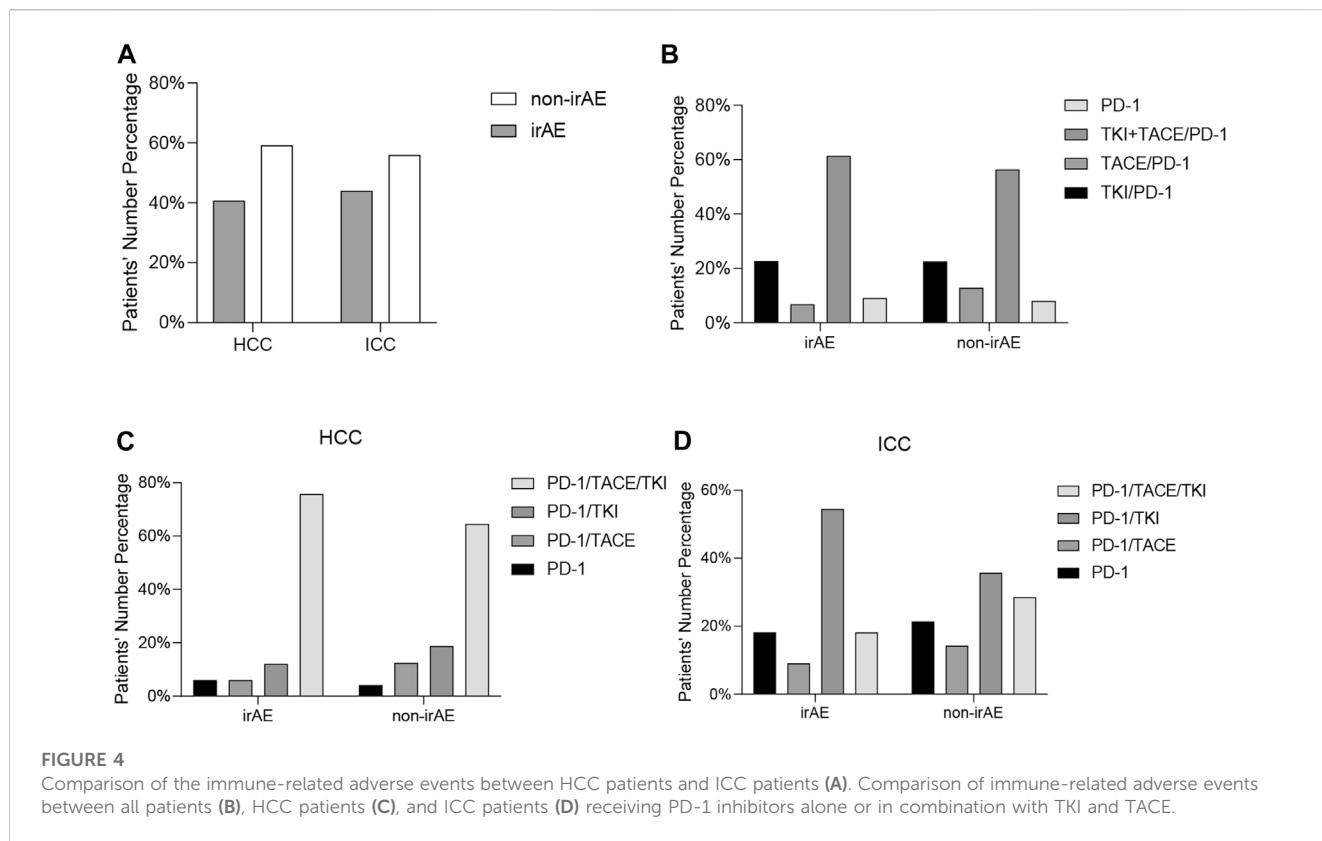 A
Patients' Number Percentage
80%
60%
40%
20%
0%
HCC
ICC
non-irAE
irAE
B
Patients' Number Percentage
80%
60%
40%
20%
0%
irAE
non-irAE
PD-1
TKI+TACE/PD-1
TACE/PD-1
TKI/PD-1
C
HCC
Patients' Number Percentage
80%
60%
40%
20%
0%
irAE
non-irAE
PD-1/TACE/TKI
PD-1/TKI
PD-1/TACE
PD-1
D
ICC
Patients' Number Percentage
60%
40%
20%
0%
irAE
non-irAE
PD-1/TACE/TKI
PD-1/TKI
PD-1/TACE
PD-1
FIGURE 4
Comparison of the immune-related adverse events between HCC patients and ICC patients (A). Comparison of immune-related adverse events
between all patients (B), HCC patients (C), and ICC patients (D) receiving PD-1 inhibitors alone or in combination with TKI and TACE.